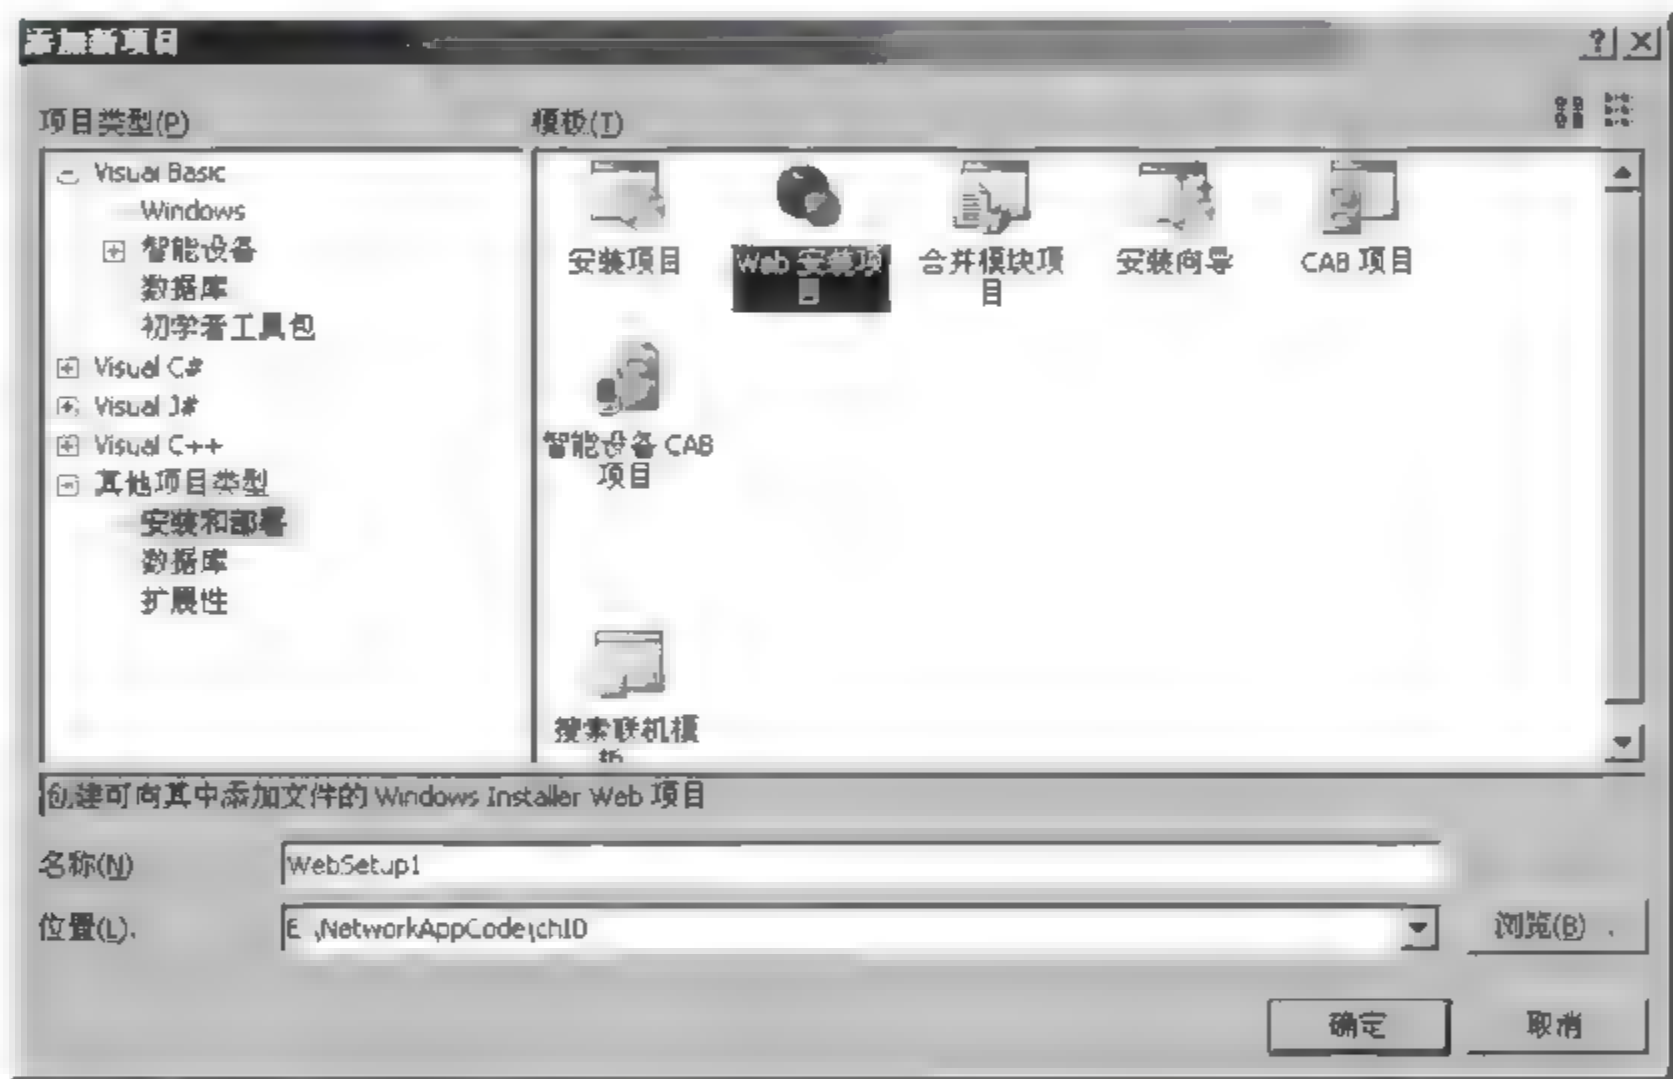 添加新项目
项目类型(P)
模板(T)
Visual Basic
Windows
智能设备
数据库
初学者工具包
Visual C#
Visual J#
Visual C++
其他项目类型
安装和部署
数据库
扩展性
安装项目
Web 安装项
目
合并模块项
目
安装向导
CAB 项目
智能设备 CAB
项目
搜索联机模
板
创建可向其中添加文件的 Windows Installer Web 项目
名称(N)
WebSetup1
位置(L):
E:\NetworkAppCode\ch10
浏览(B)...
确定
取消